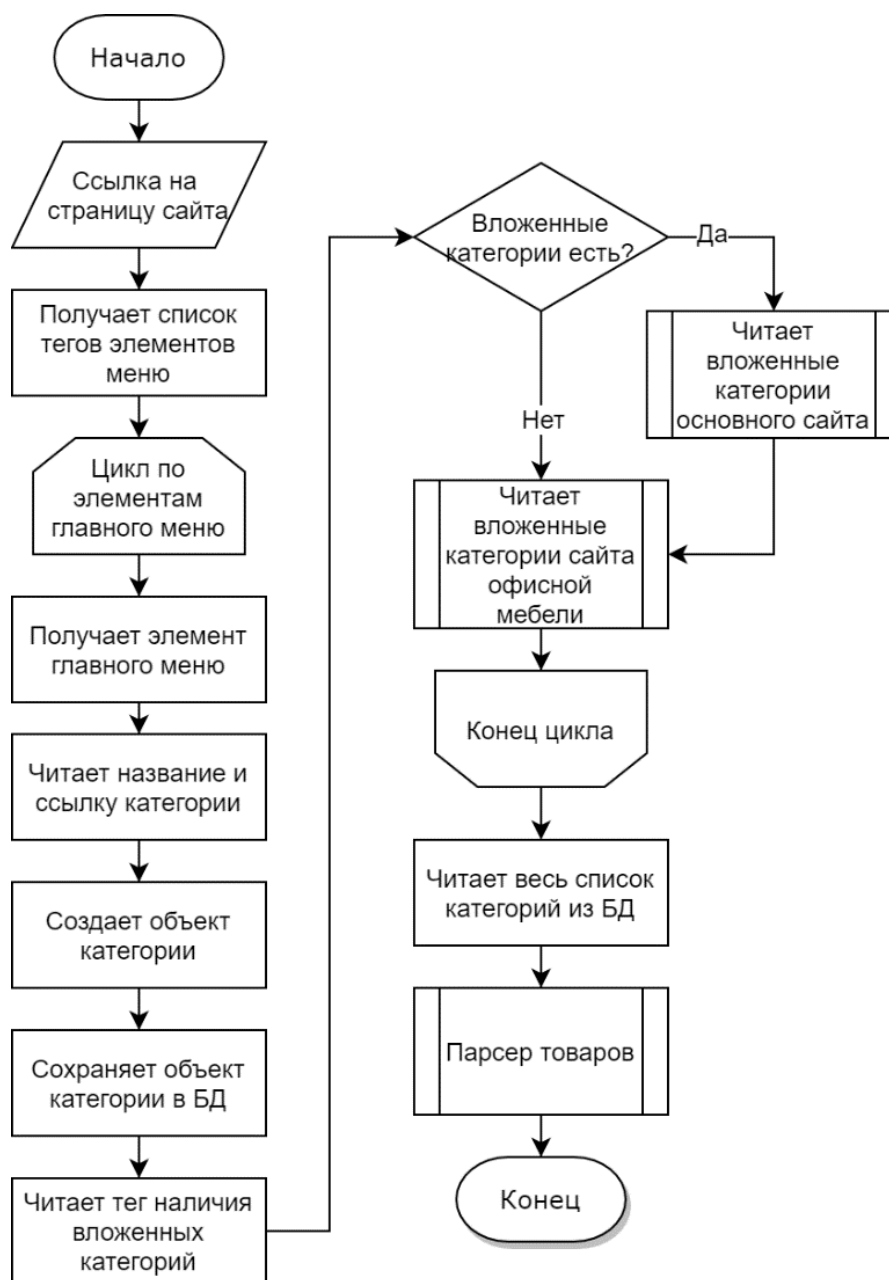 Начало
Ссылка на
страницу сайта
Получает список
тегов элементов
меню
Цикл по
элементам
главного меню
Получает элемент
главного меню
Читает название и
ссылку категории
Создает объект
категории
Сохраняет объект
категории в БД
Читает тег наличия
вложенных
категорий
Вложенные
категории есть?
Да
Читает
вложенные
категории
основного сайта
Нет
Читает
вложенные
категории сайта
офисной
мебели
Конец цикла
Читает весь список
категорий из БД
Парсер товаров
Конец